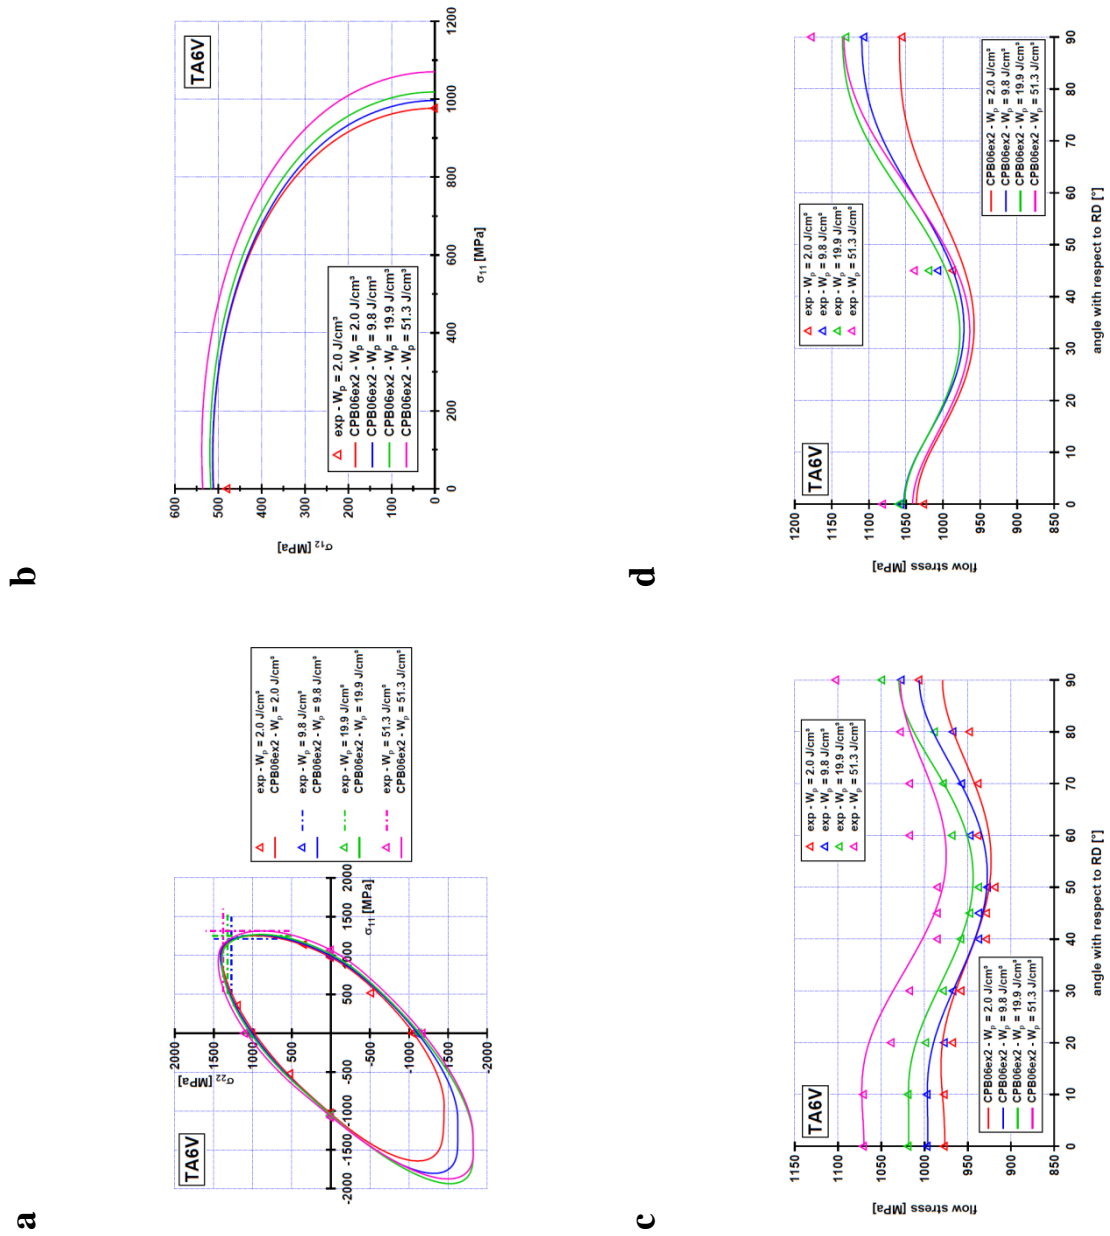 a
TA6V
σ22 [MPa]
2000
1500
1000
500
-500
-1000
-1500
-2000
-2000
-1500
-1000
-500
500
1000
1500
2000
σ11 [MPa]
exp - Wp = 2.0 J/cm³
CPB06ex2 - Wp = 2.0 J/cm³
exp - Wp = 9.8 J/cm³
CPB06ex2 - Wp = 9.8 J/cm³
exp - Wp = 19.9 J/cm³
CPB06ex2 - Wp = 19.9 J/cm³
exp - Wp = 51.3 J/cm³
CPB06ex2 - Wp = 51.3 J/cm³
b
TA6V
σ12 [MPa]
600
500
400
300
200
100
0
0
200
400
600
800
1000
1200
σ11 [MPa]
exp - Wp = 2.0 J/cm³
CPB06ex2 - Wp = 2.0 J/cm³
CPB06ex2 - Wp = 9.8 J/cm³
CPB06ex2 - Wp = 19.9 J/cm³
CPB06ex2 - Wp = 51.3 J/cm³
c
TA6V
flow stress [MPa]
1150
1100
1050
1000
950
900
850
0
10
20
30
40
50
60
70
80
90
angle with respect to RD [°]
exp - Wp = 2.0 J/cm³
exp - Wp = 9.8 J/cm³
exp - Wp = 19.9 J/cm³
exp - Wp = 51.3 J/cm³
CPB06ex2 - Wp = 2.0 J/cm³
CPB06ex2 - Wp = 9.8 J/cm³
CPB06ex2 - Wp = 19.9 J/cm³
CPB06ex2 - Wp = 51.3 J/cm³
d
TA6V
flow stress [MPa]
1200
1150
1100
1050
1000
950
900
850
0
10
20
30
40
50
60
70
80
90
angle with respect to RD [°]
exp - Wp = 2.0 J/cm³
exp - Wp = 9.8 J/cm³
exp - Wp = 19.9 J/cm³
exp - Wp = 51.3 J/cm³
CPB06ex2 - Wp = 2.0 J/cm³
CPB06ex2 - Wp = 9.8 J/cm³
CPB06ex2 - Wp = 19.9 J/cm³
CPB06ex2 - Wp = 51.3 J/cm³